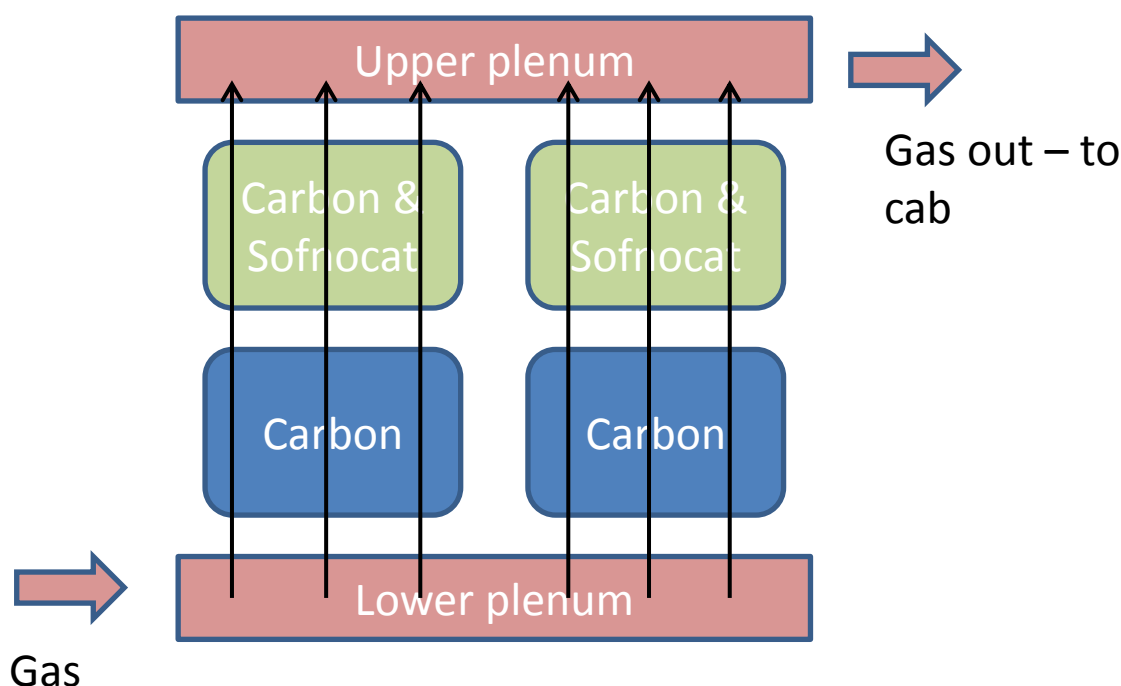 Upper plenum
Gas out – to
cab
Carbon &
Sofnocat
Carbon &
Sofnocat
Carbon
Carbon
Lower plenum
Gas